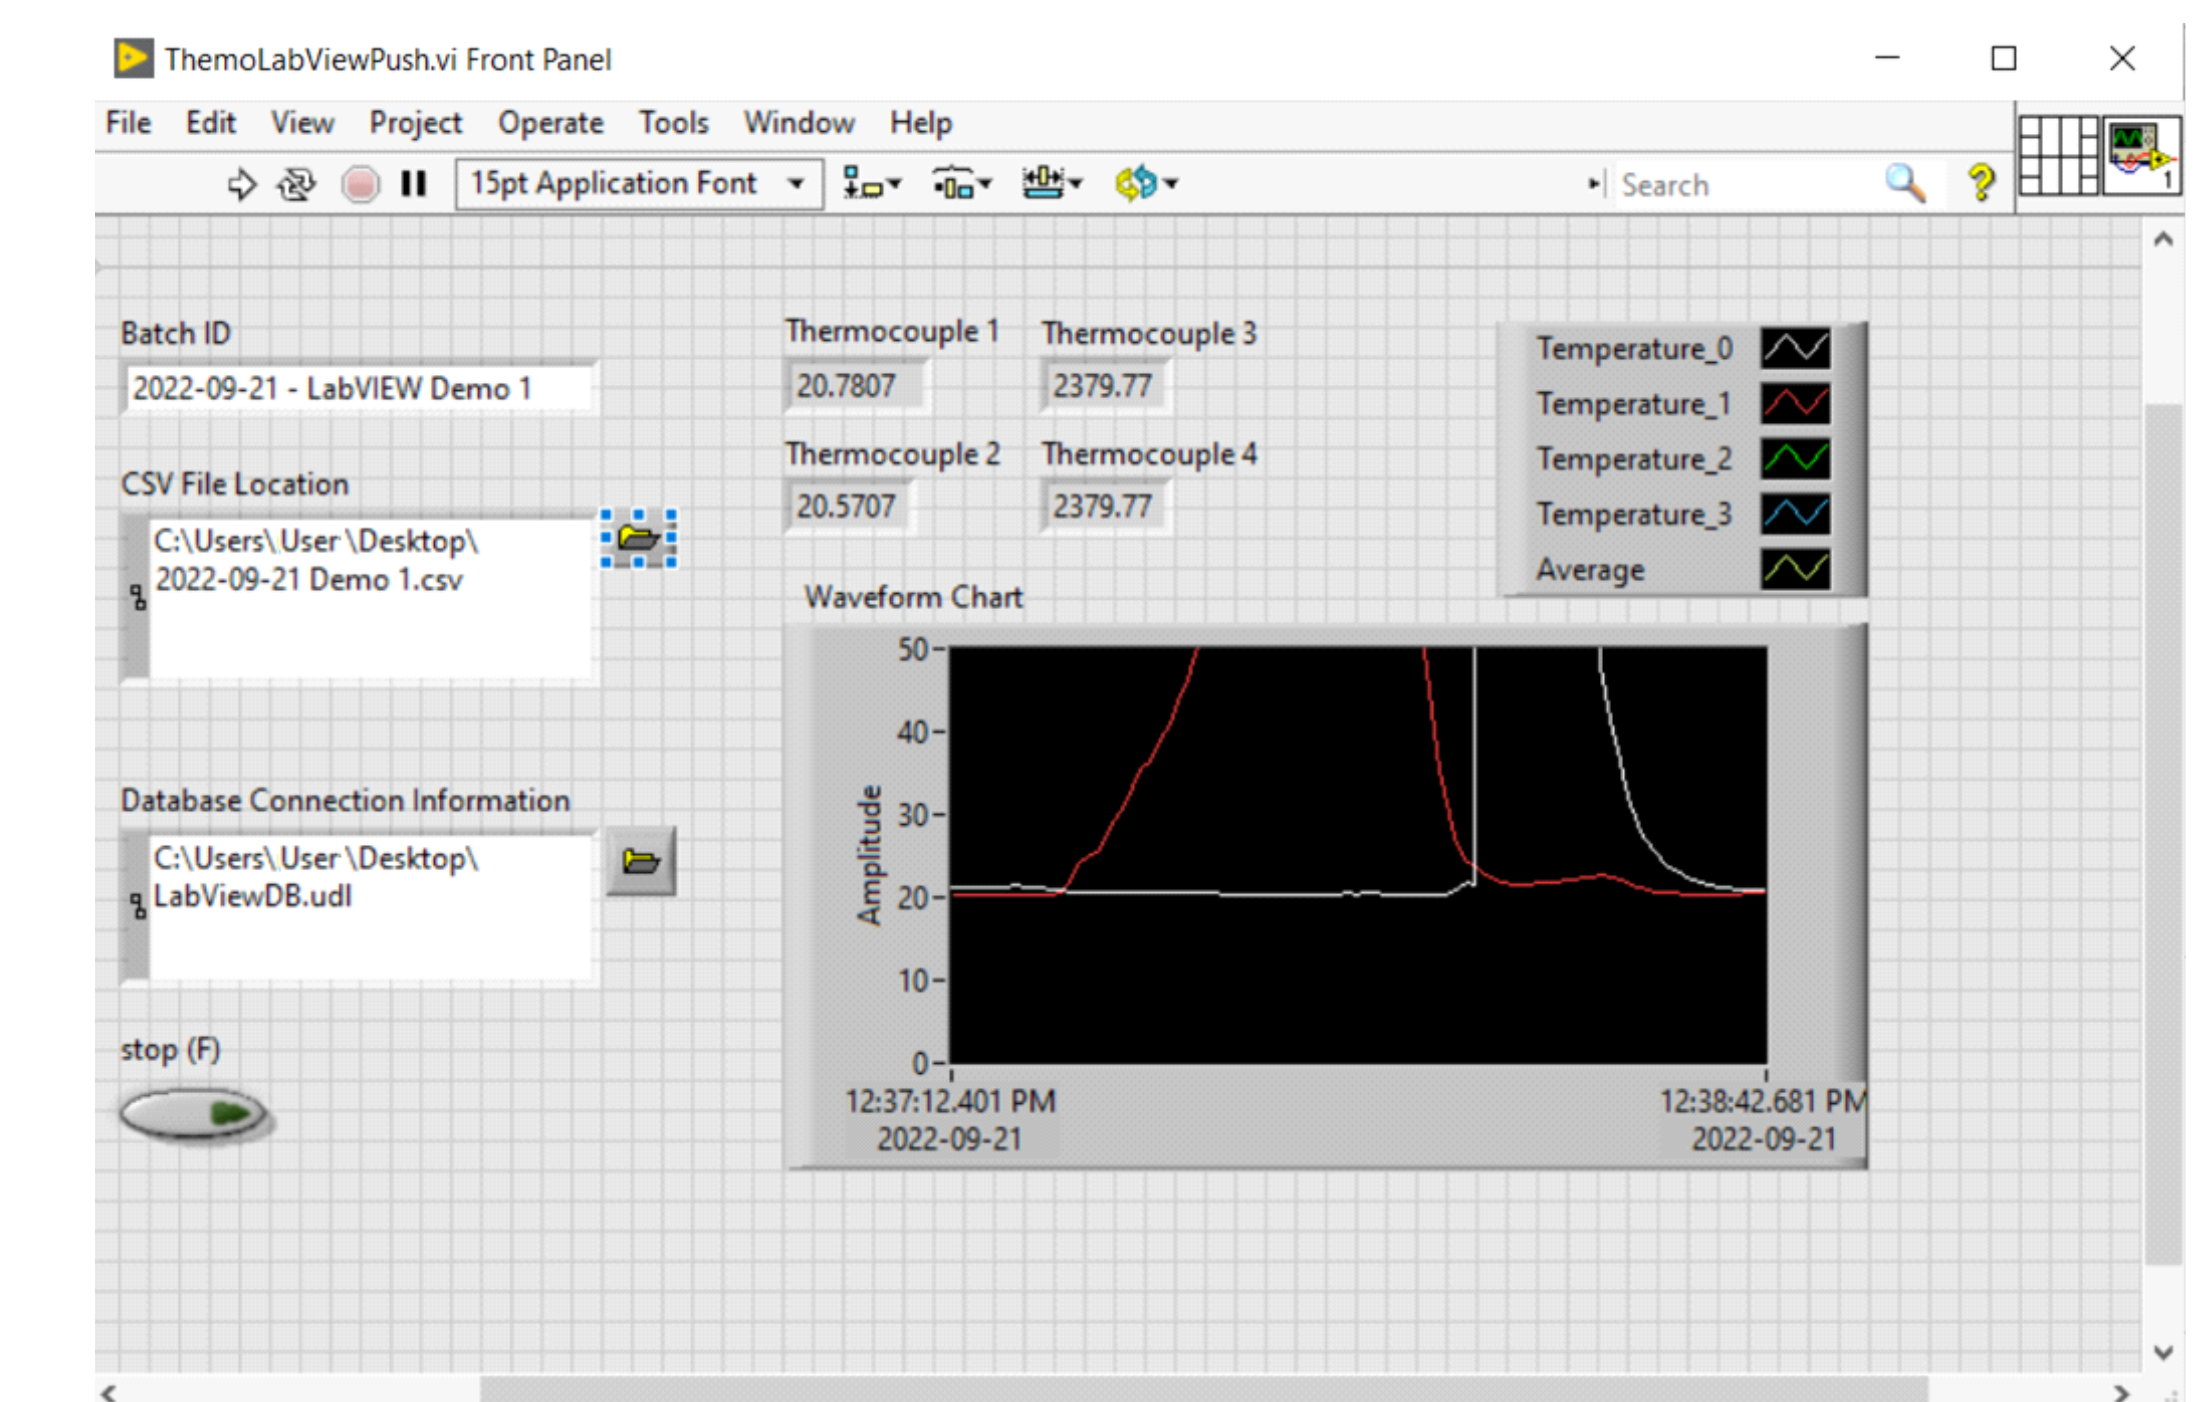 ThemoLabViewPush.vi Front Panel
File Edit View Project Operate Tools Window Help
15pt Application Font
Search
1
Batch ID
2022-09-21 - LabVIEW Demo 1
CSV File Location
C:\Users\User\Desktop\
2022-09-21 Demo 1.csv
Database Connection Information
C:\Users\User\Desktop\
LabViewDB.udl
stop (F)
Thermocouple 1
20.7807
Thermocouple 3
2379.77
Thermocouple 2
20.5707
Thermocouple 4
2379.77
Temperature_0
Temperature_1
Temperature_2
Temperature_3
Average
Waveform Chart
Amplitude
50
40
30
20
10
0
12:37:12.401 PM
2022-09-21
12:38:42.681 PM
2022-09-21